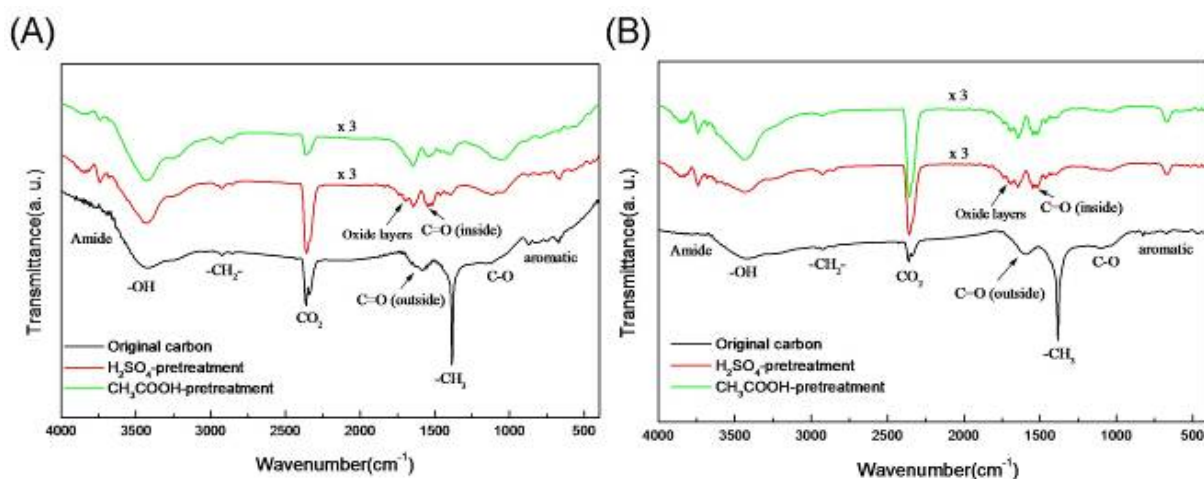 (A)
Transmittance(a. u.)
x 3
x 3
Amide
-OH
-CH₂-
CO₂
Oxide layers
C=O (inside)
C=O (outside)
-CH₃
C-O
aromatic
Original carbon
H₂SO₄-pretreatment
CH₃COOH-pretreatment
4000 3500 3000 2500 2000 1500 1000 500
Wavenumber(cm⁻¹)
(B)
Transmittance(a. u.)
x 3
x 3
Amide
-OH
-CH₂-
CO₂
Oxide layers
C=O (inside)
C=O (outside)
-CH₃
C-O
aromatic
Original carbon
H₂SO₄-pretreatment
CH₃COOH-pretreatment
4000 3500 3000 2500 2000 1500 1000 500
Wavenumber(cm⁻¹)